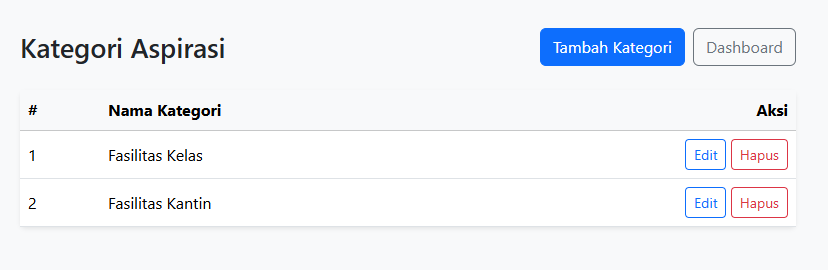 Kategori Aspirasi Tambah Kategori Dashboard
# Nama Kategori Aksi
1 Fasilitas Kelas Edit Hapus
2 Fasilitas Kantin Edit Hapus